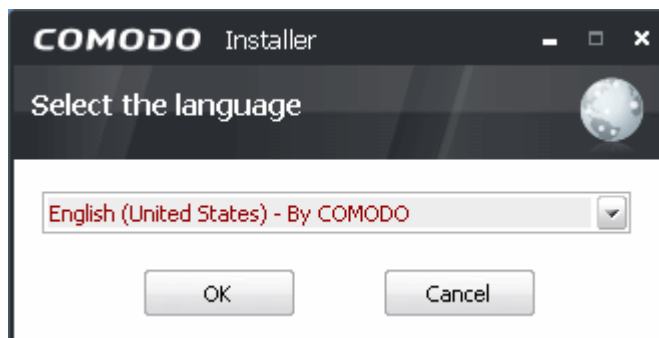 COMODO Installer
Select the language
English (United States) - By COMODO
OK Cancel